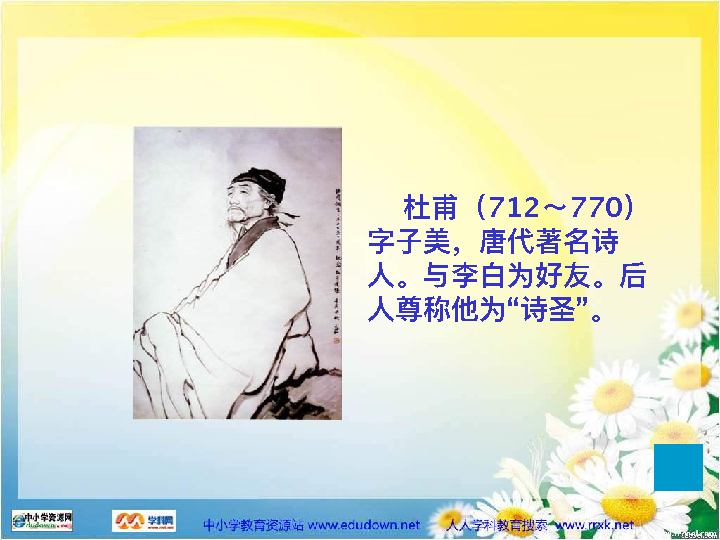 杜甫（712～770）
字子美，唐代著名诗
人。与李白为好友。后
人尊称他为“诗圣”。
中小学资源网
学科网
中小学教育资源站 www.edudown.net 人人学科教育搜索 www.rrxk.net